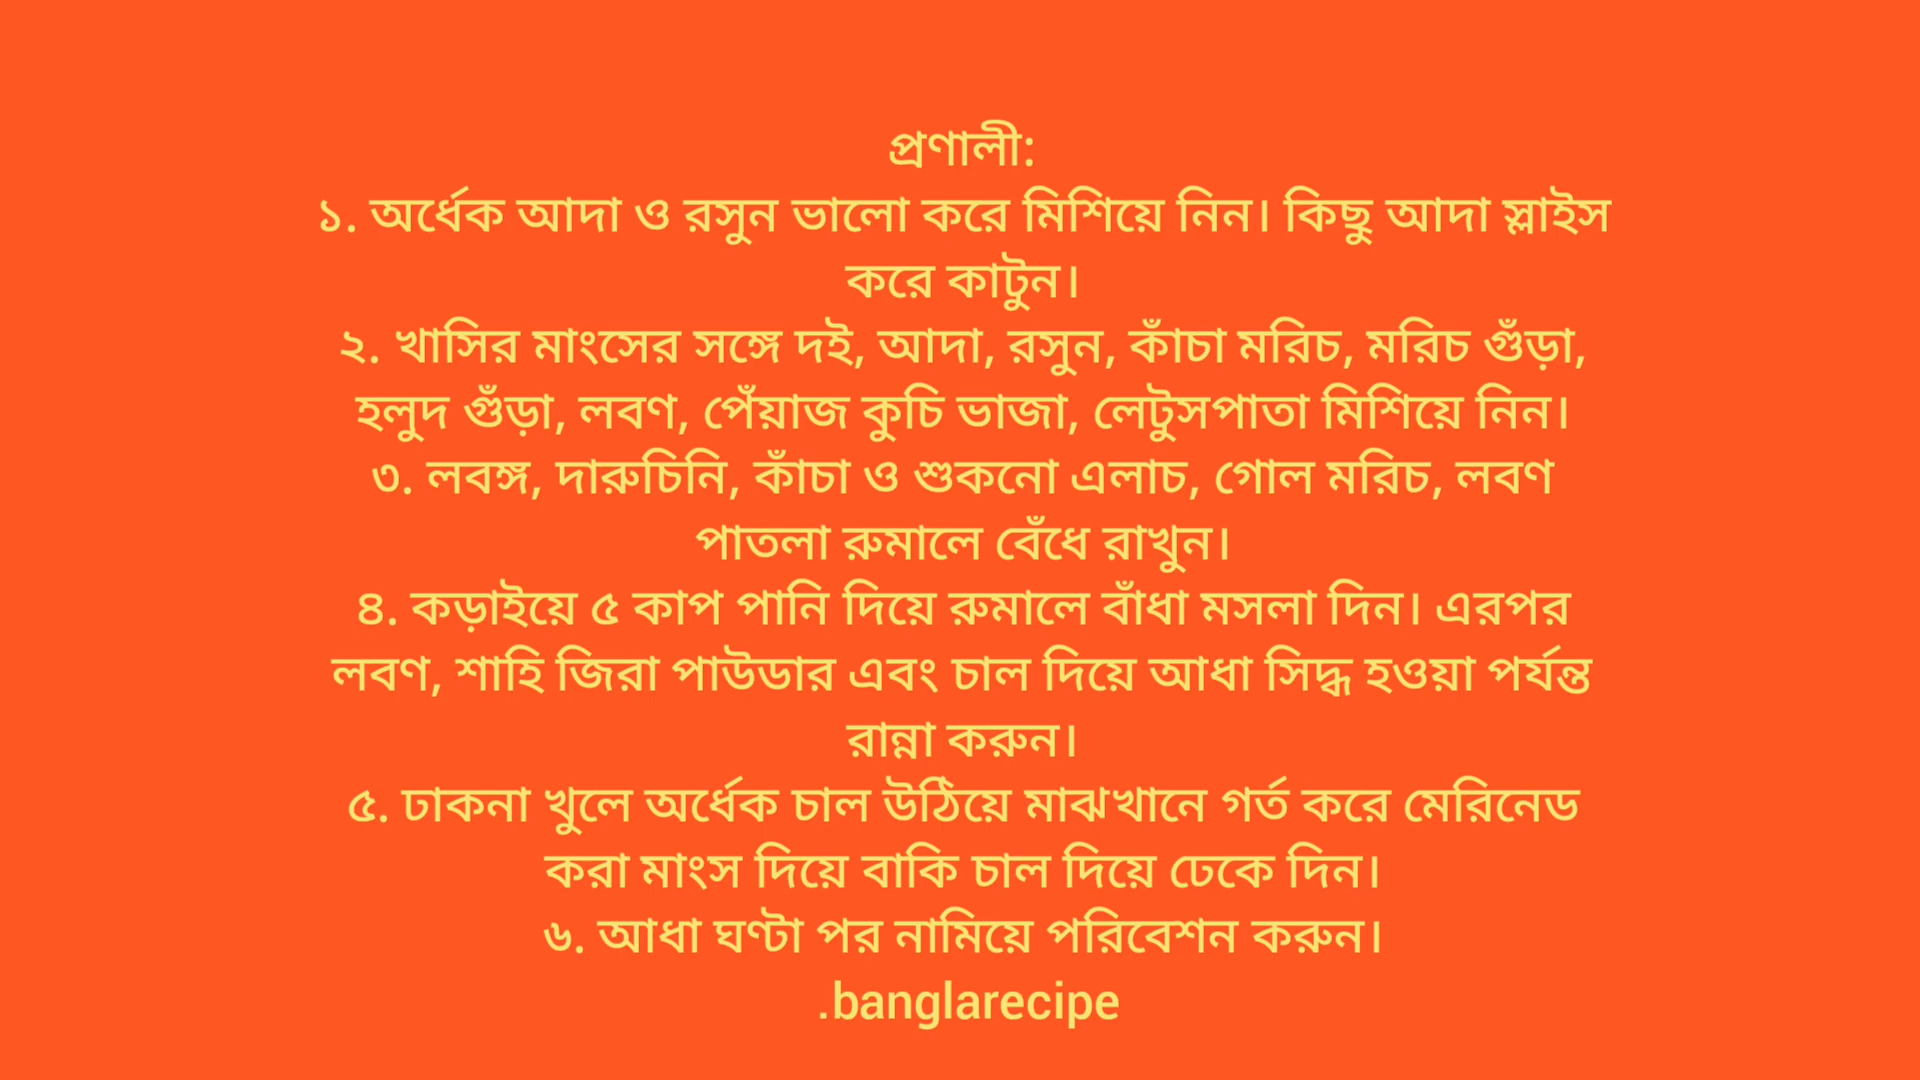 প্রণালী:
১. অর্ধেক আদা ও রসুন ভালো করে মিশিয়ে নিন। কিছু আদা স্লাইস
করে কাটুন।
২. খাসির মাংসের সঙ্গে দই, আদা, রসুন, কাঁচা মরিচ, মরিচ গুঁড়া,
হলুদ গুঁড়া, লবণ, পেঁয়াজ কুচি ভাজা, লেটুসপাতা মিশিয়ে নিন।
৩. লবঙ্গ, দারুচিনি, কাঁচা ও শুকনো এলাচ, গোল মরিচ, লবণ
পাতলা রুমালে বেঁধে রাখুন।
৪. কড়াইয়ে ৫ কাপ পানি দিয়ে রুমালে বাঁধা মসলা দিন। এরপর
লবণ, শাহি জিরা পাউডার এবং চাল দিয়ে আধা সিদ্ধ হওয়া পর্যন্ত
রান্না করুন।
৫. ঢাকনা খুলে অর্ধেক চাল উঠিয়ে মাঝখানে গর্ত করে মেরিনেড
করা মাংস দিয়ে বাকি চাল দিয়ে ঢেকে দিন।
৬. আধা ঘণ্টা পর নামিয়ে পরিবেশন করুন।
.banglarecipe